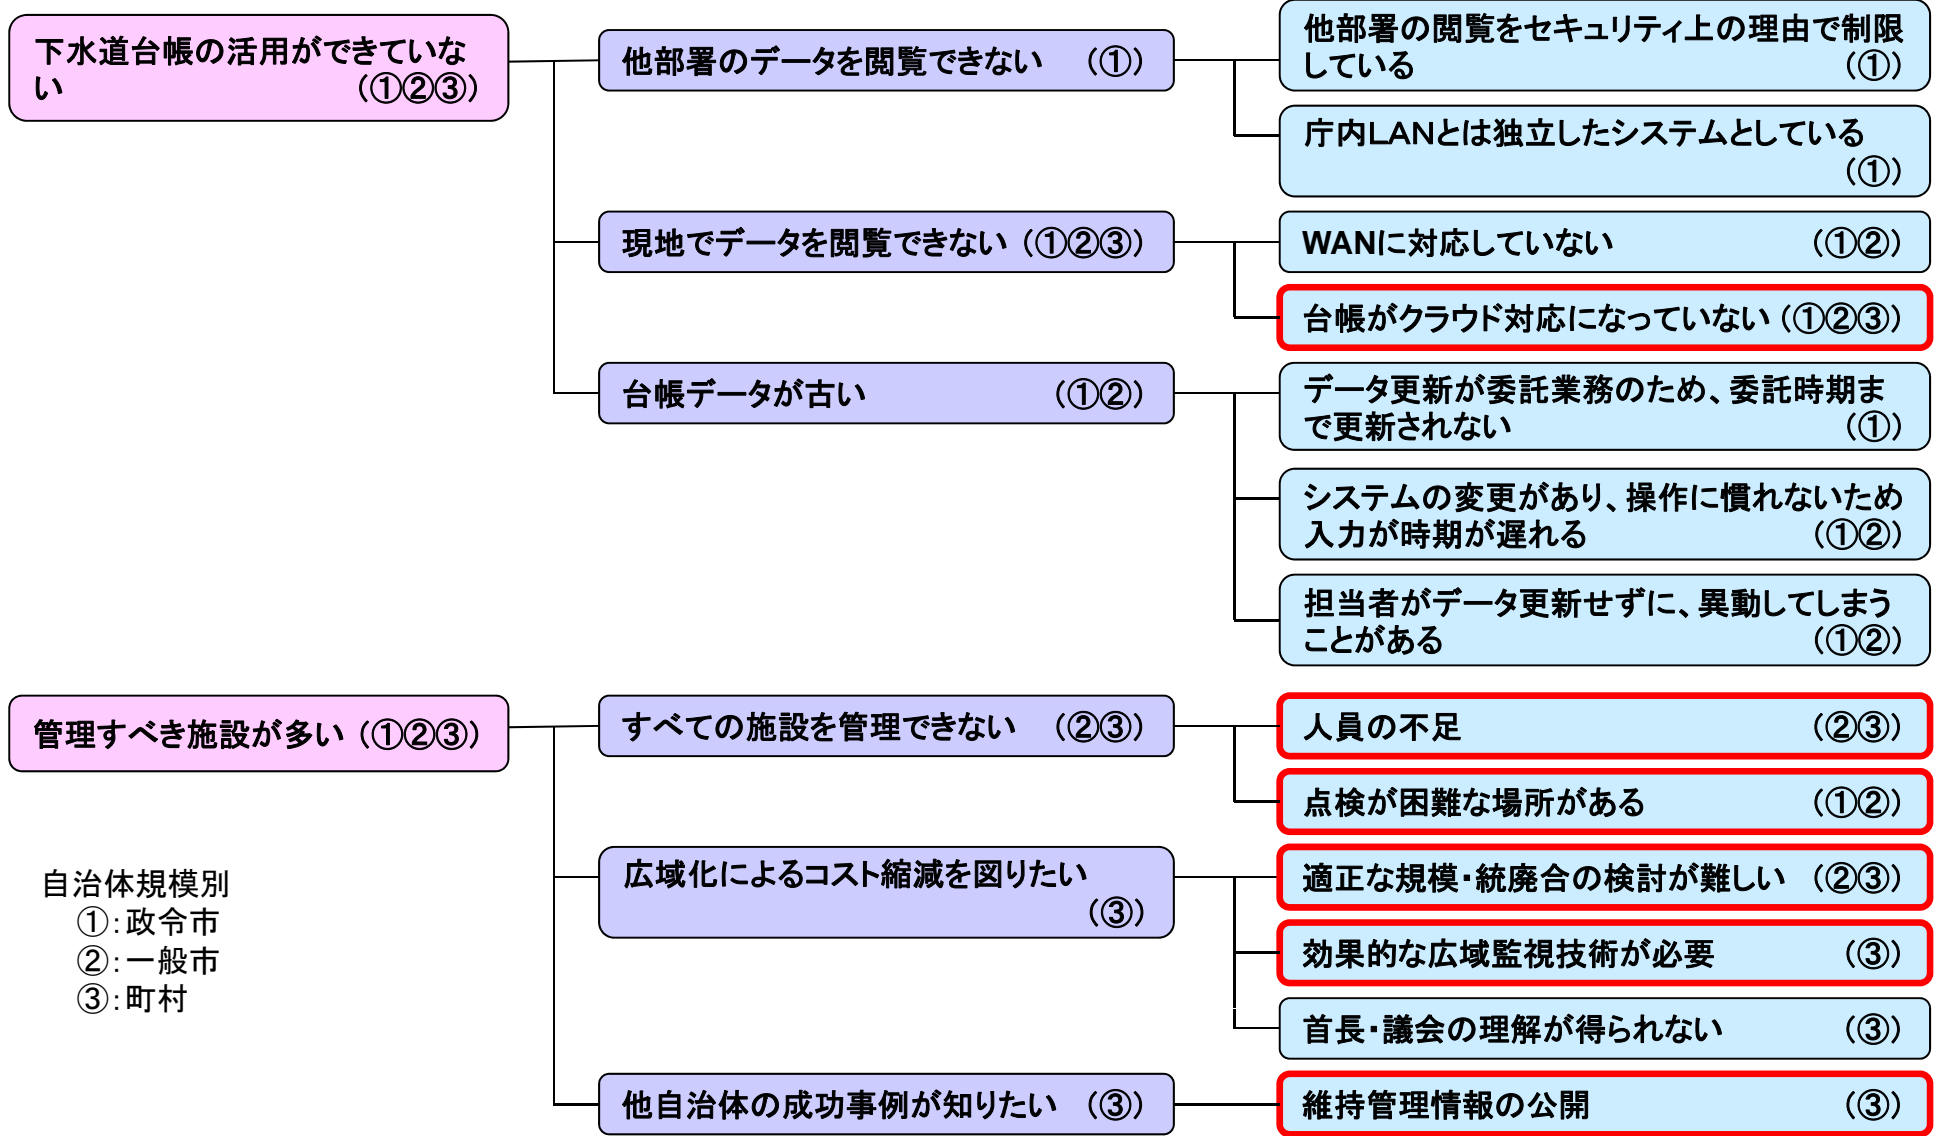 下水道台帳の活用ができていな
い （①②③）
他部署のデータを閲覧できない （①）
他部署の閲覧をセキュリティ上の理由で制限
している （①）
庁内LANとは独立したシステムとしている
（①）
現地でデータを閲覧できない （①②③）
WANに対応していない （①②）
台帳がクラウド対応になっていない （①②③）
台帳データが古い （①②）
データ更新が委託業務のため、委託時期ま
で更新されない （①）
システムの変更があり、操作に慣れないため
入力が時期が遅れる （①②）
担当者がデータ更新せずに、異動してしまう
ことがある （①②）
管理すべき施設が多い （①②③）
すべての施設を管理できない （②③）
人員の不足 （②③）
点検が困難な場所がある （①②）
広域化によるコスト縮減を図りたい
（③）
適正な規模・統廃合の検討が難しい （②③）
効果的な広域監視技術が必要 （③）
首長・議会の理解が得られない （③）
他自治体の成功事例が知りたい （③）
維持管理情報の公開 （③）
自治体規模別
①：政令市
②：一般市
③：町村